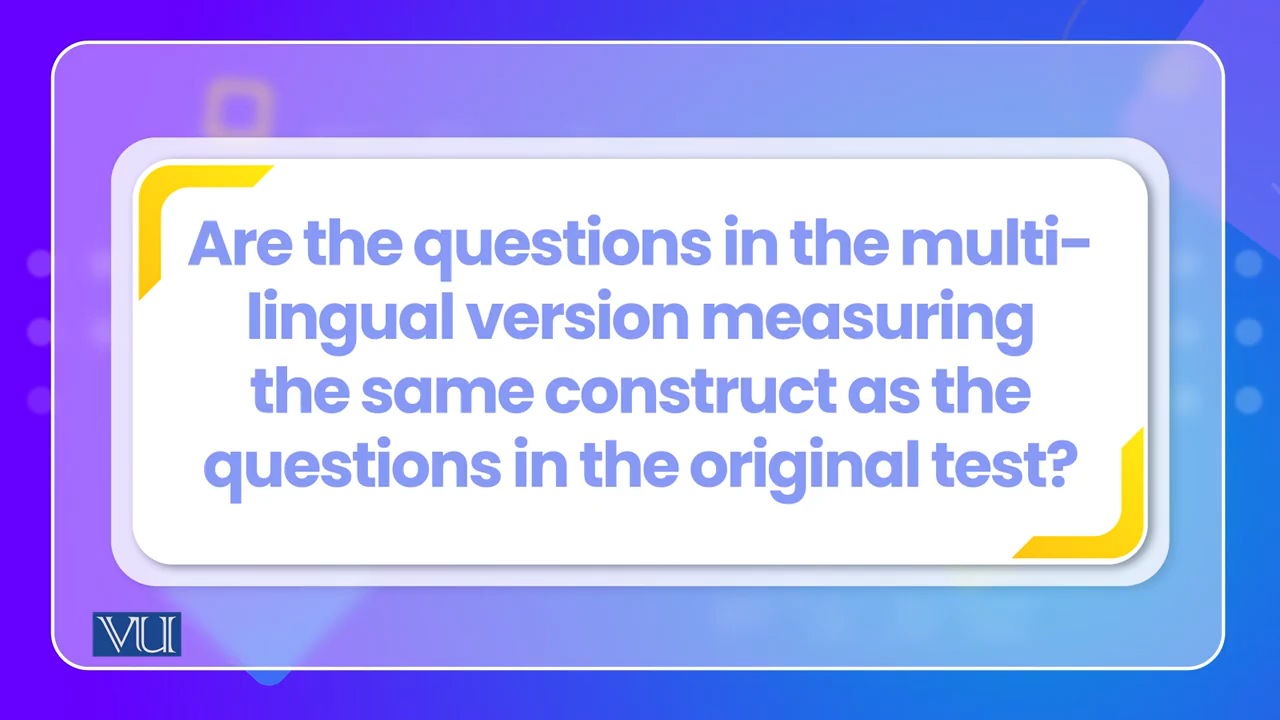 Are the questions in the multi-
lingual version measuring
the same construct as the
questions in the original test?
VU